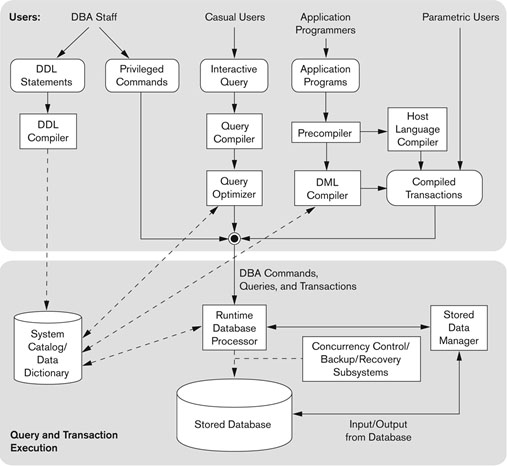 Users: DBA Staff Casual Users Application Parametric Users
Programmers
DDL Privileged Interactive Application
Statements Commands Query Programs
DDL Query Precompiler Host
Compiler Compiler Language
Compiler
Query DML Compiled
Optimizer Compiler Transactions
DBA Commands,
Queries, and Transactions
System Runtime Stored
Catalog/ Database Data
Data Processor Manager
Dictionary
Concurrency Control/
Backup/Recovery
Subsystems
Stored Database
Input/Output
from Database
Query and Transaction
Execution